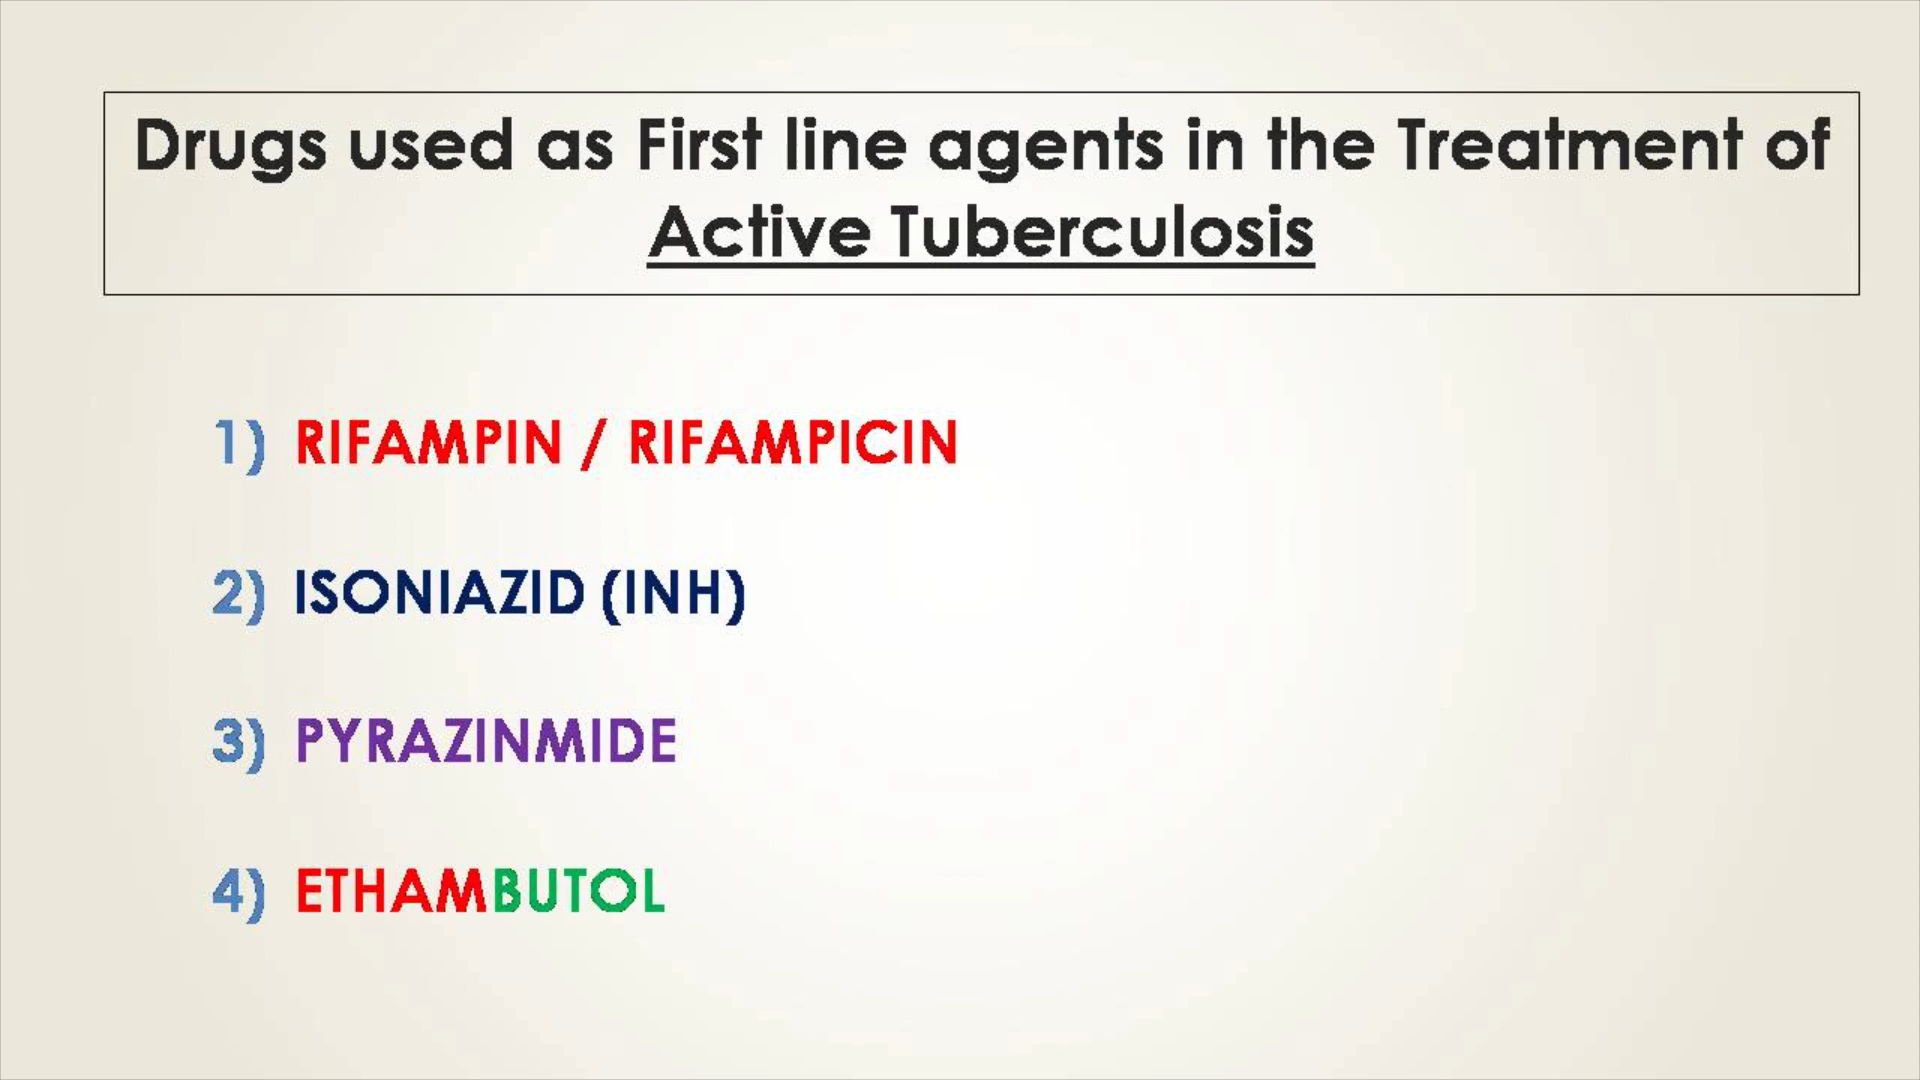 Drugs used as First line agents in the Treatment of
Active Tuberculosis
1) RIFAMPIN / RIFAMPICIN
2) ISONIAZID (INH)
3) PYRAZINMIDE
4) ETHAMBUTOL